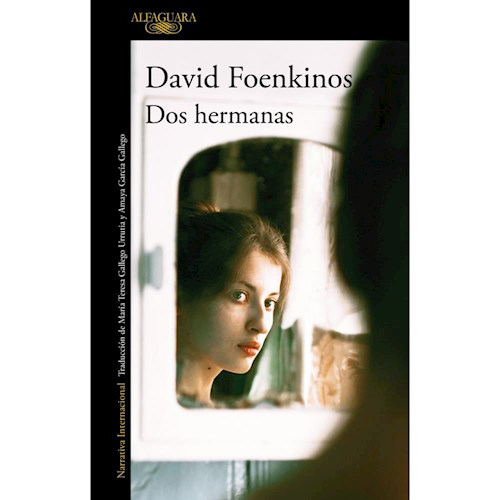 ALFAGUARA
David Foenkinos
Dos hermanas
Narrativa Internacional Traducción de María Teresa Gallego Urrutia y Amaya García Gallego